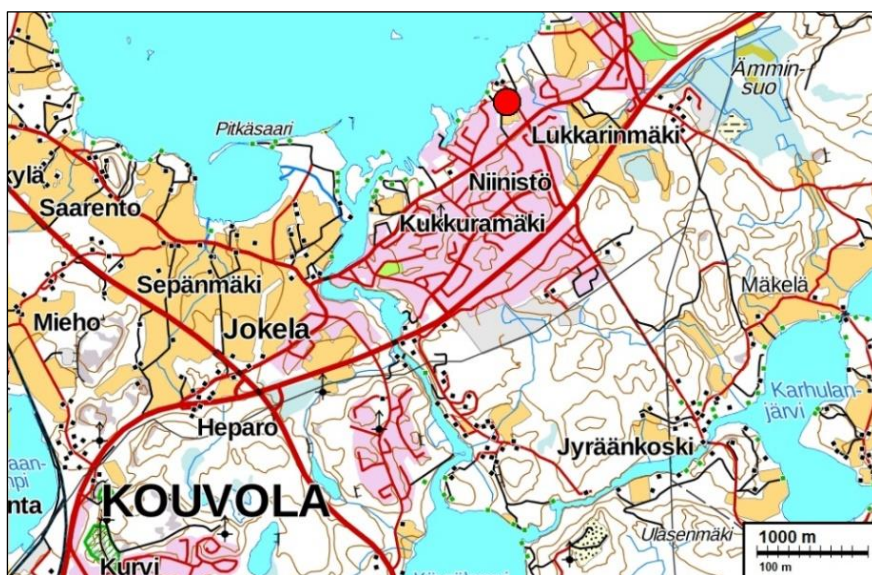 Ämmin-
suo
Pitkäsaari
Lukkarinmäki
kylä
Niinistö
Saarento
Kukkuramäki
Sepänmäki
Mäkelä
Mieho
Jokela
Karhulan-
järvi
Heparo
Jyräänkoski
KOUVOLA
nta
Ulasenmäki
1000 m
100 m
Kurvi